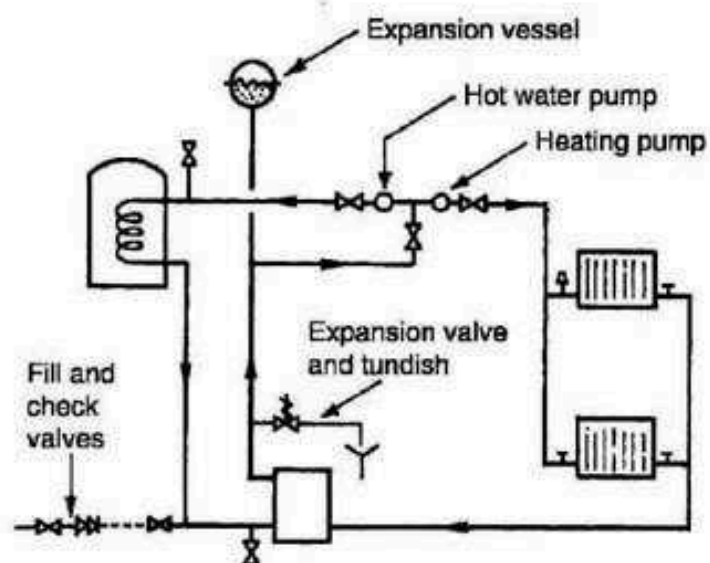 Expansion vessel
Hot water pump
Heating pump
Expansion valve
and tundish
Fill and
check
valves